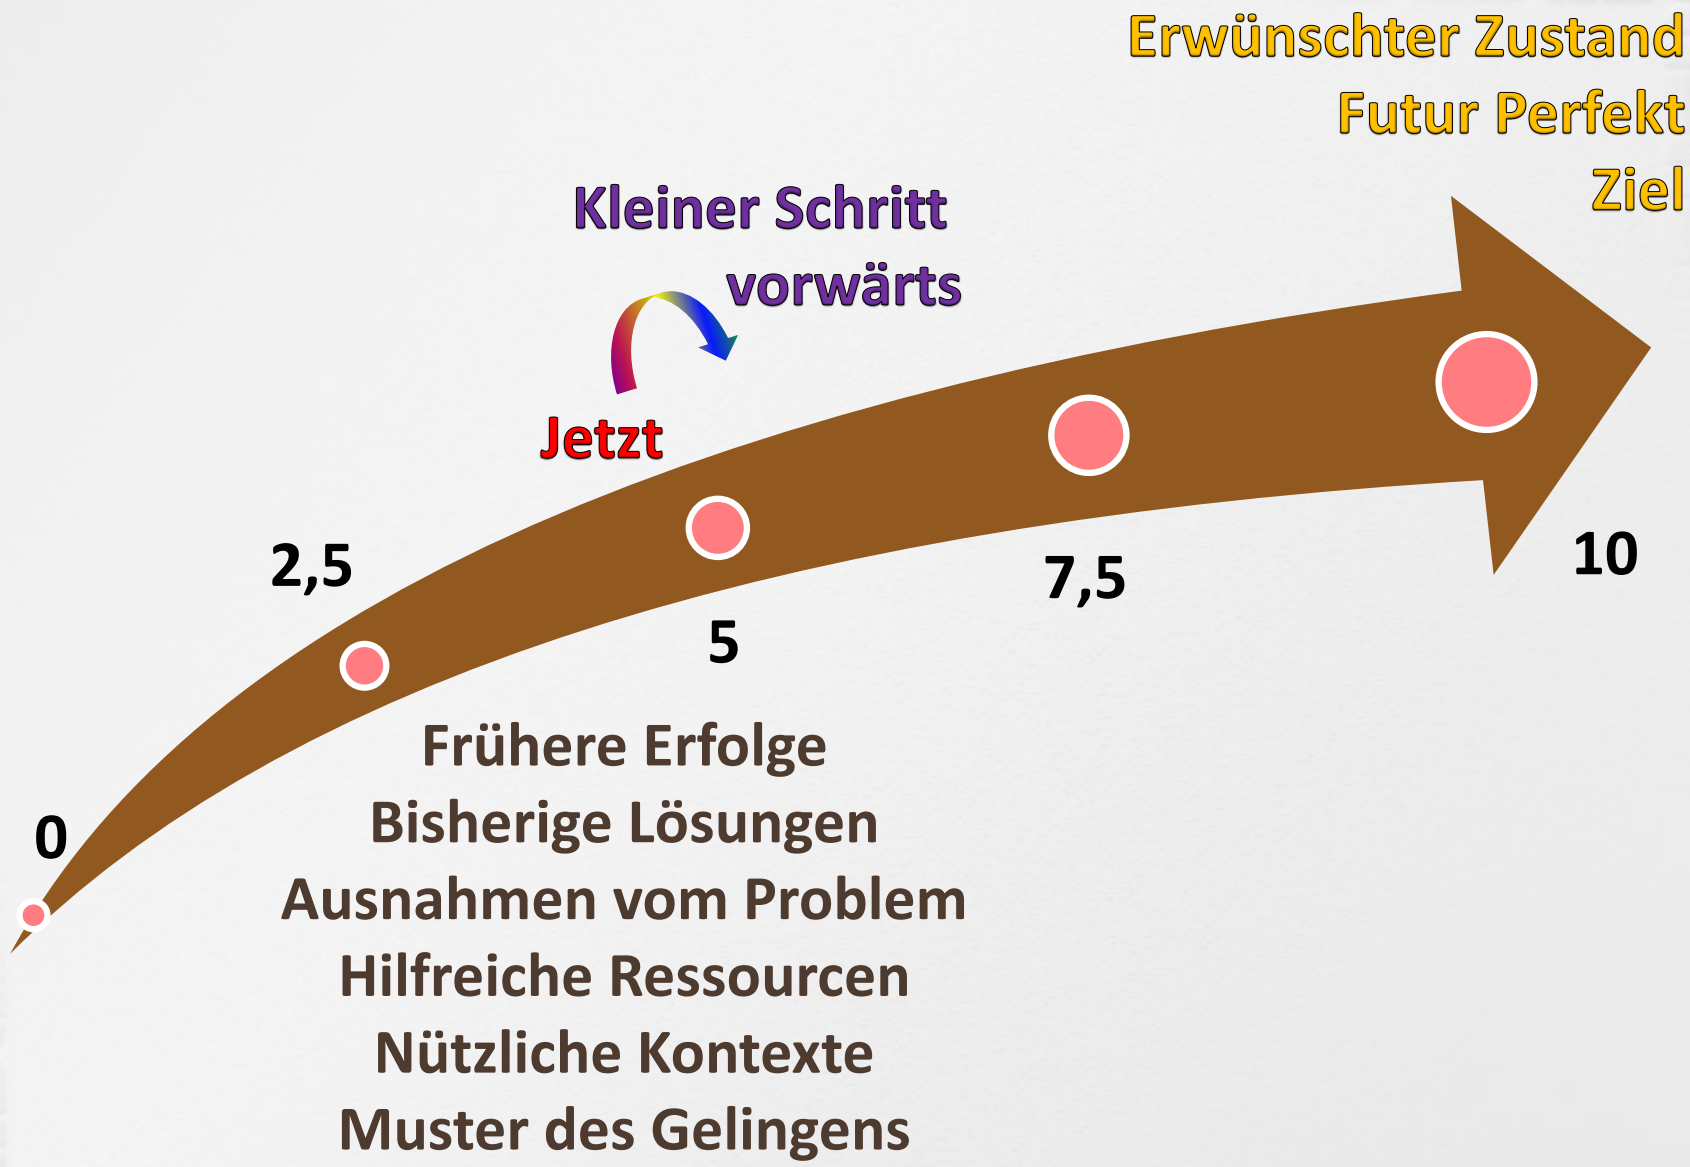 Erwünschter Zustand
Futur Perfekt
Ziel
Kleiner Schritt
vorwärts
Jetzt
0
2,5
5
7,5
10
Frühere Erfolge
Bisherige Lösungen
Ausnahmen vom Problem
Hilfreiche Ressourcen
Nützliche Kontexte
Muster des Gelingens